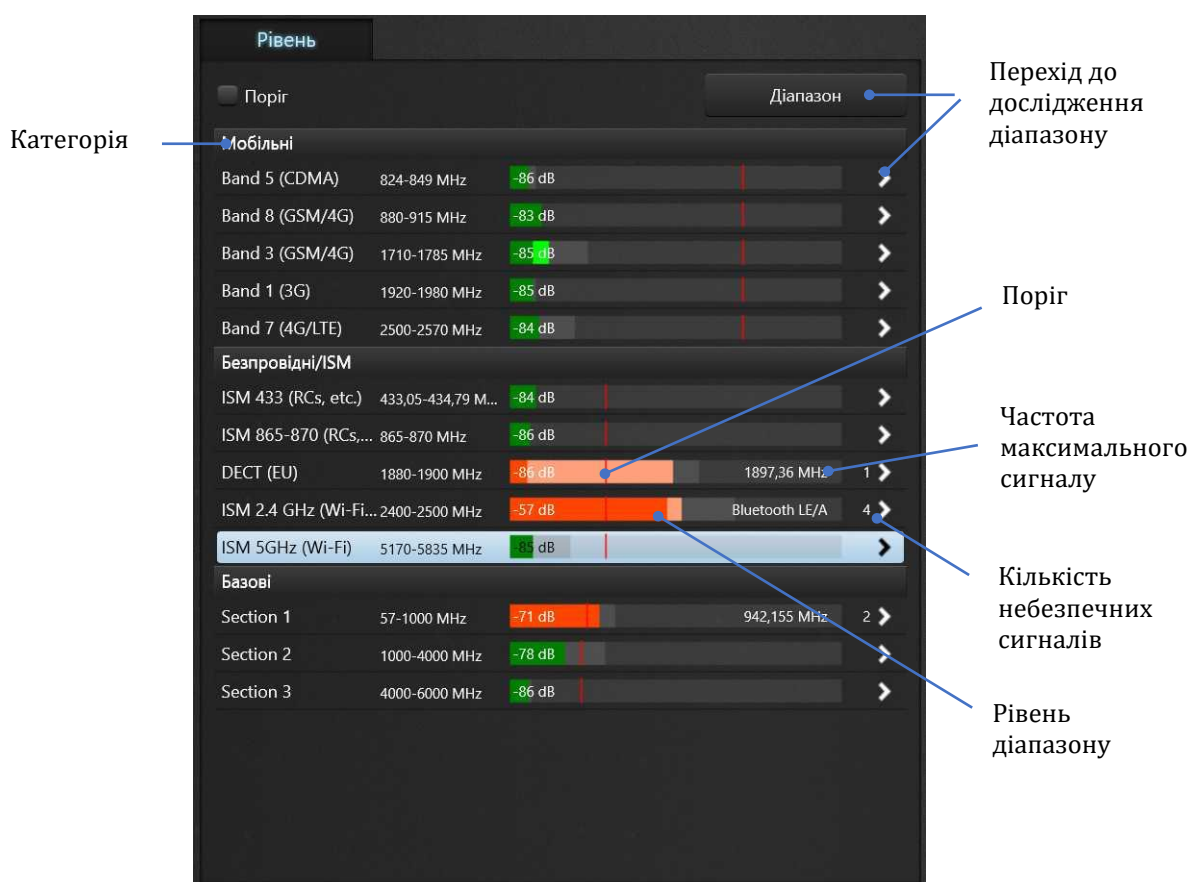 Рівень
Поріг
Діапазон
Перехід до
дослідження
діапазону
Категорія
Мобільні
Band 5 (CDMA) 824-849 MHz -86 dB
Band 8 (GSM/4G) 880-915 MHz -83 dB
Band 3 (GSM/4G) 1710-1785 MHz -85 dB
Band 1 (3G) 1920-1980 MHz -85 dB
Поріг
Band 7 (4G/LTE) 2500-2570 MHz -84 dB
Безпровідні/ISM
ISM 433 (RCs, etc.) 433,05-434,79 M... -84 dB
ISM 865-870 (RCs,... 865-870 MHz -86 dB
Частота
максимального
сигналу
DECT (EU) 1880-1900 MHz -86 dB 1897,36 MHz 1
ISM 2.4 GHz (Wi-Fi... 2400-2500 MHz -57 dB Bluetooth LE/A 4
ISM 5GHz (Wi-Fi) 5170-5835 MHz -85 dB
Кількість
небезпечних
сигналів
Базові
Section 1 57-1000 MHz -71 dB 942,155 MHz 2
Section 2 1000-4000 MHz -78 dB
Section 3 4000-6000 MHz -86 dB
Рівень
діапазону